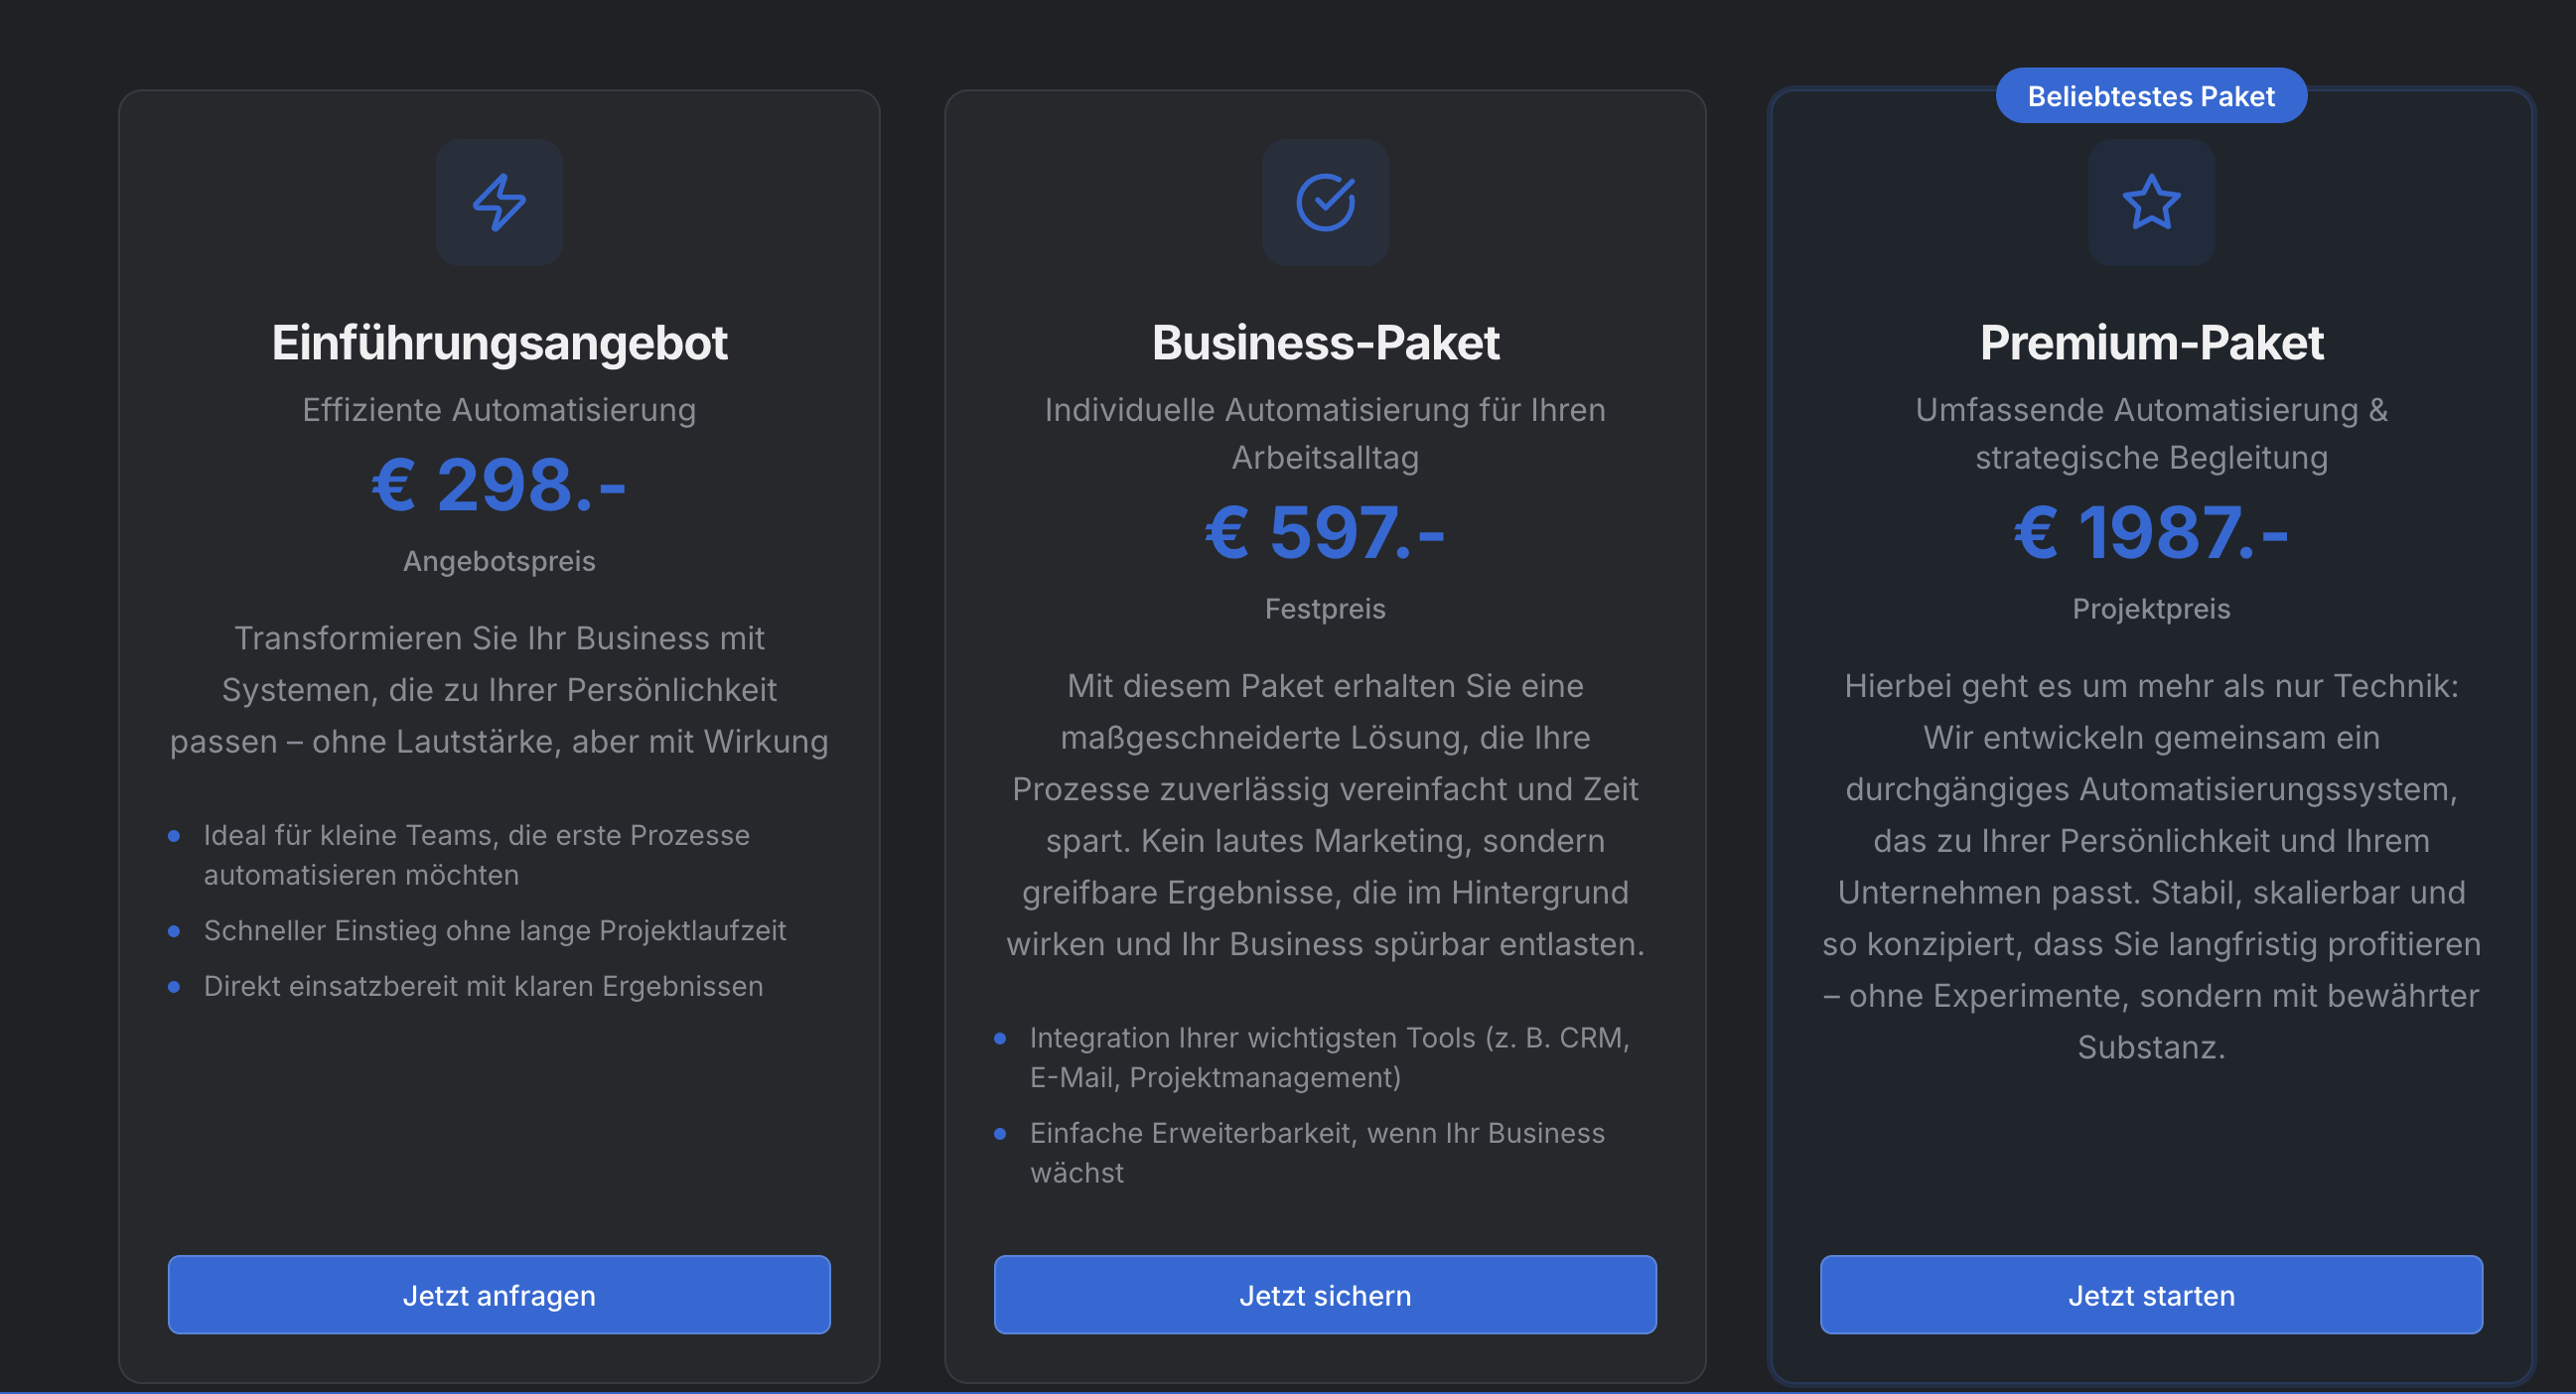 Einführungsangebot
Effiziente Automatisierung
€ 298.-
Angebotspreis
Transformieren Sie Ihr Business mit
Systemen, die zu Ihrer Persönlichkeit
passen – ohne Lautstärke, aber mit Wirkung
Ideal für kleine Teams, die erste Prozesse
automatisieren möchten
Schneller Einstieg ohne lange Projektlaufzeit
Direkt einsatzbereit mit klaren Ergebnissen
Jetzt anfragen
Business-Paket
Individuelle Automatisierung für Ihren
Arbeitsalltag
€ 597.-
Festpreis
Mit diesem Paket erhalten Sie eine
maßgeschneiderte Lösung, die Ihre
Prozesse zuverlässig vereinfacht und Zeit
spart. Kein lautes Marketing, sondern
greifbare Ergebnisse, die im Hintergrund
wirken und Ihr Business spürbar entlasten.
Integration Ihrer wichtigsten Tools (z. B. CRM,
E-Mail, Projektmanagement)
Einfache Erweiterbarkeit, wenn Ihr Business
wächst
Jetzt sichern
Beliebtestes Paket
Premium-Paket
Umfassende Automatisierung &
strategische Begleitung
€ 1987.-
Projektpreis
Hierbei geht es um mehr als nur Technik:
Wir entwickeln gemeinsam ein
durchgängiges Automatisierungssystem,
das zu Ihrer Persönlichkeit und Ihrem
Unternehmen passt. Stabil, skalierbar und
so konzipiert, dass Sie langfristig profitieren
– ohne Experimente, sondern mit bewährter
Substanz.
Jetzt starten